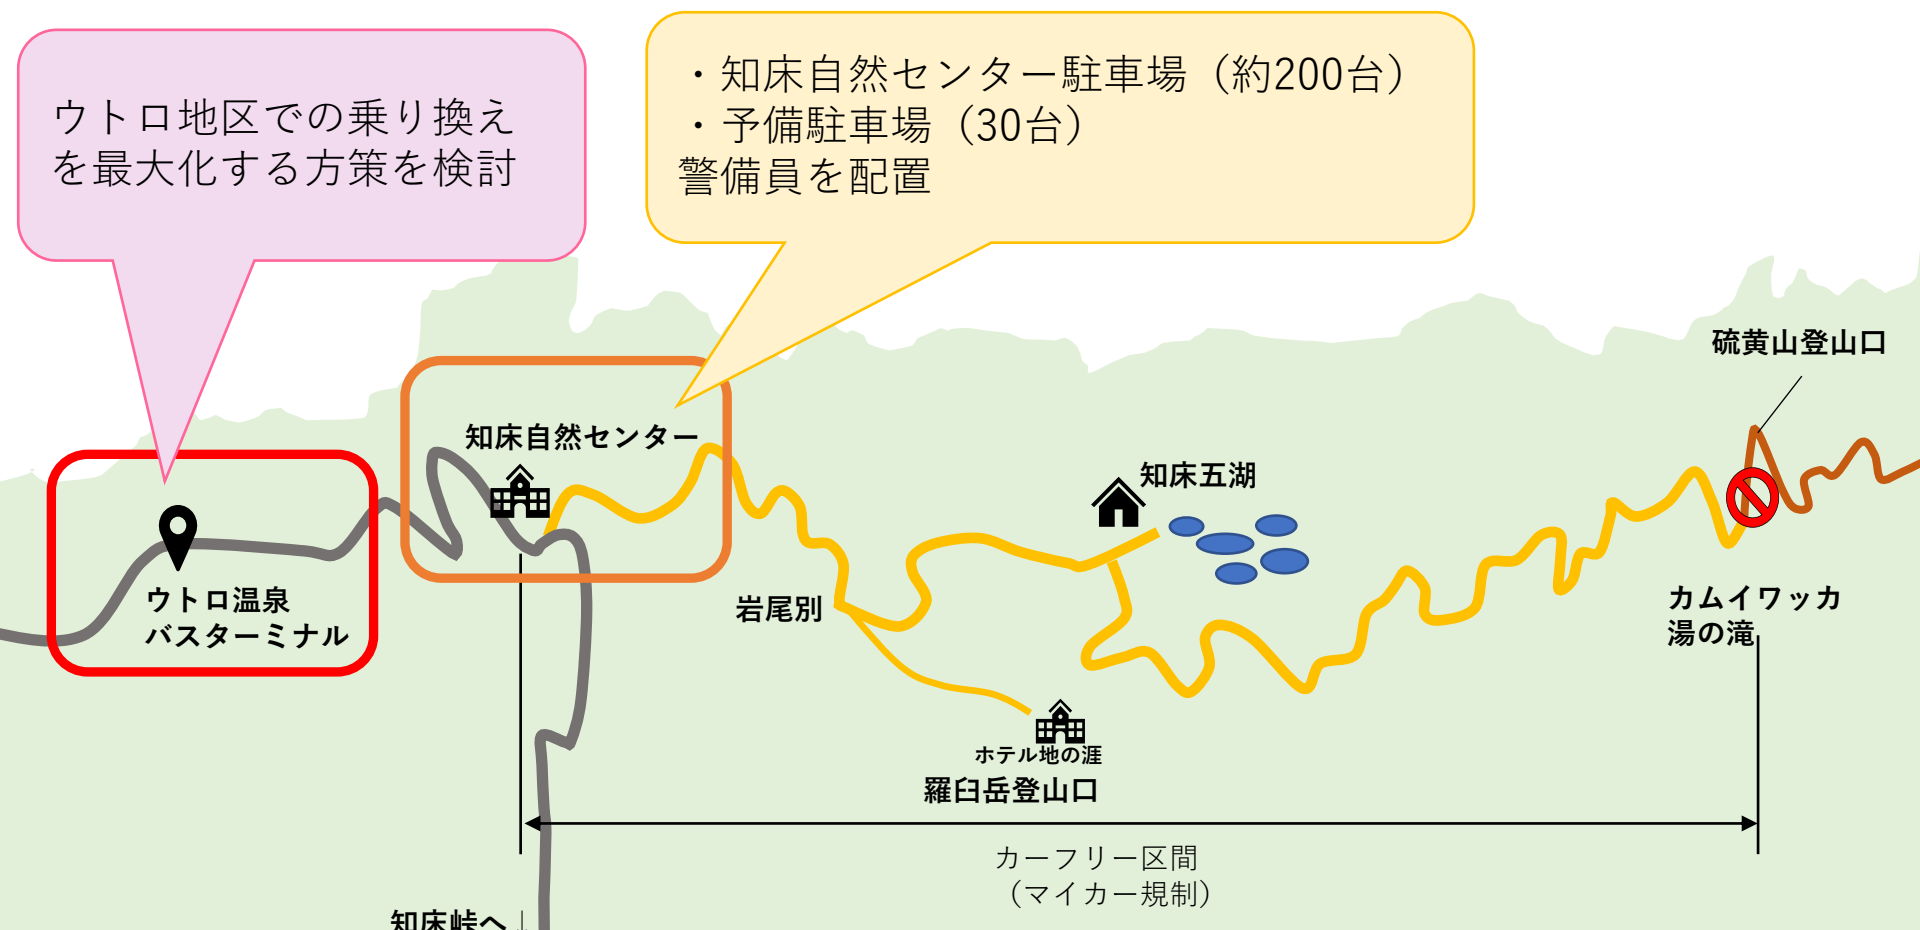 ウトロ地区での乗り換え
を最大化する方策を検討
・知床自然センター駐車場（約200台）
・予備駐車場（30台）
警備員を配置
硫黄山登山口
知床自然センター
知床五湖
ウトロ温泉
バスターミナル
岩尾別
カムイワッカ
湯の滝
ホテル地の涯
羅臼岳登山口
カーフリー区間
（マイカー規制）
知床峠へ↓